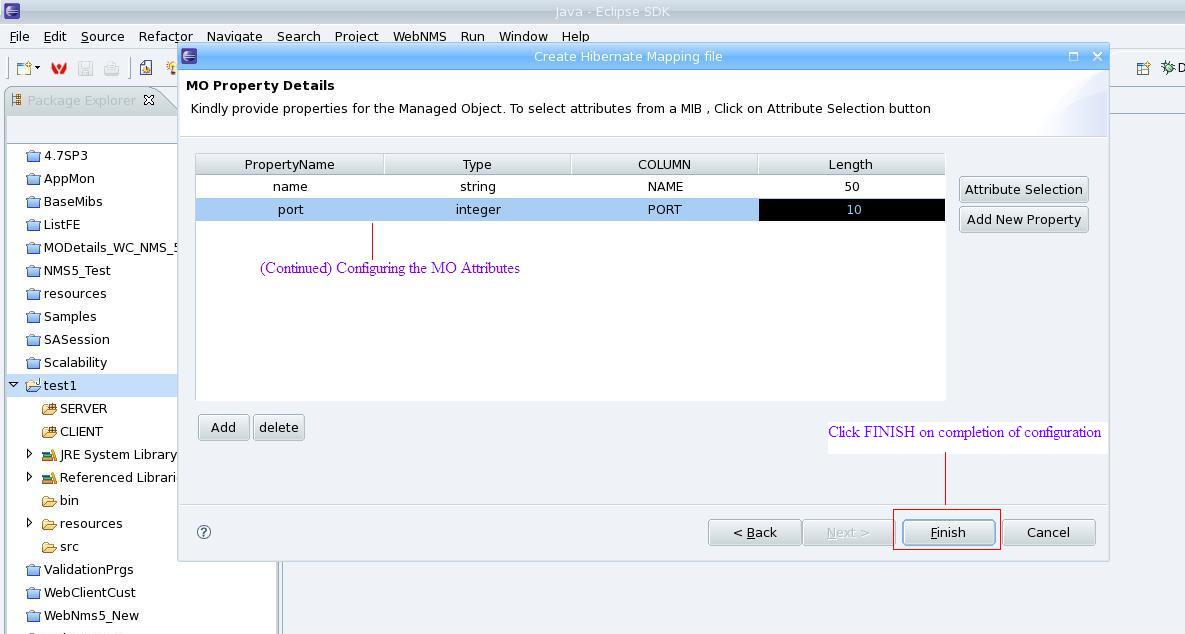 Java - Eclipse SDK
File Edit Source Refactor Navigate Search Project WebNMS Run Window Help
Create Hibernate Mapping file
MO Property Details
Kindly provide properties for the Managed Object. To select attributes from a MIB , Click on Attribute Selection button
Package Explorer
4.7SP3
AppMon
BaseMibs
ListFE
MODetails_WC_NMS_5
NMS5_Test
resources
Samples
SASession
Scalability
test1
SERVER
CLIENT
JRE System Library
Referenced Librari
bin
resources
src
ValidationPrgs
WebClientCust
WebNms5_New
PropertyName Type COLUMN Length
name string NAME 50
port integer PORT 10
Attribute Selection
Add New Property
(Continued) Configuring the MO Attributes
Add delete
Click FINISH on completion of configuration
< Back Next > Finish Cancel
D